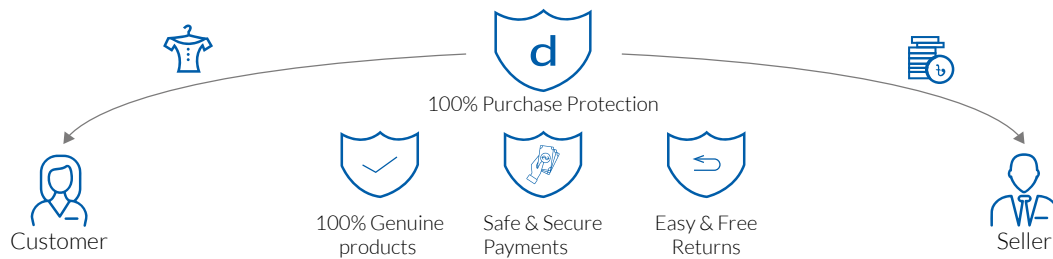 d
৳
100% Purchase Protection
100% Genuine
products
Safe & Secure
Payments
Easy & Free
Returns
Customer
Seller